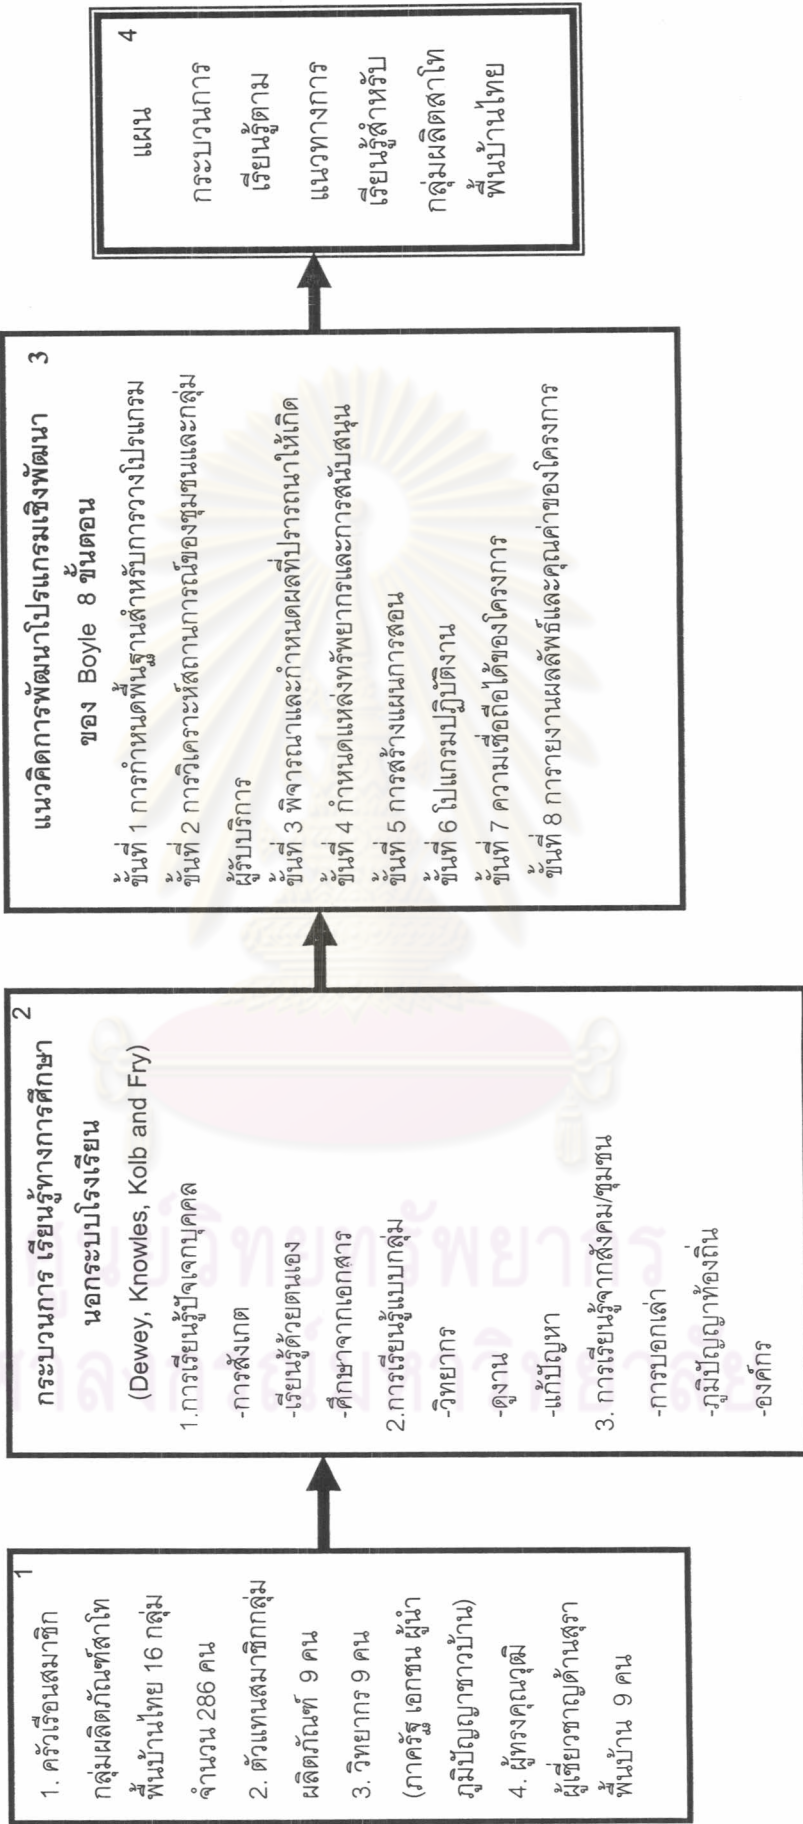 1
1. ครัวเรือนสมาชิก
กลุ่มผลิตภัณฑ์สาโท
พื้นบ้านไทย 16 กลุ่ม
จำนวน 286 คน
2. ตัวแทนสมาชิกกลุ่ม
ผลิตภัณฑ์ 9 คน
3. วิทยากร 9 คน
(ภาครัฐ เอกชน ผู้นำ
ภูมิปัญญาชาวบ้าน)
4. ผู้ทรงคุณวุฒิ
ผู้เชี่ยวชาญด้านสุรา
พื้นบ้าน 9 คน
2
กระบวนการ เรียนรู้ทางการศึกษา
นอกระบบโรงเรียน
(Dewey, Knowles, Kolb and Fry)
1.การเรียนรู้ปัจเจกบุคคล
-การสังเกต
-เรียนรู้ด้วยตนเอง
-ศึกษาจากเอกสาร
2.การเรียนรู้แบบกลุ่ม
-วิทยากร
-ดูงาน
-แก้ปัญหา
3. การเรียนรู้จากสังคม/ชุมชน
-การบอกเล่า
-ภูมิปัญญาท้องถิ่น
-องค์กร
3
แนวคิดการพัฒนาโปรแกรมเชิงพัฒนา
ของ Boyle 8 ขั้นตอน
ขั้นที่ 1 การกำหนดพื้นฐานสำหรับการวางโปรแกรม
ขั้นที่ 2 การวิเคราะห์สถานการณ์ของชุมชนและกลุ่ม
ผู้รับบริการ
ขั้นที่ 3 พิจารณาและกำหนดผลที่ปรารถนาให้เกิด
ขั้นที่ 4 กำหนดแหล่งทรัพยากรและการสนับสนุน
ขั้นที่ 5 การสร้างแผนการสอน
ขั้นที่ 6 โปรแกรมปฏิบัติงาน
ขั้นที่ 7 ความเชื่อถือได้ของโครงการ
ขั้นที่ 8 การายงานผลลัพธ์และคุณค่าของโครงการ
4
แผน
กระบวนการ
เรียนรู้ตาม
แนวทางการ
เรียนรู้สำหรับ
กลุ่มผลิตสาโท
พื้นบ้านไทย
ศูนย์วิทยทรัพยากร
จุฬาลงกรณ์มหาวิทยาลัย